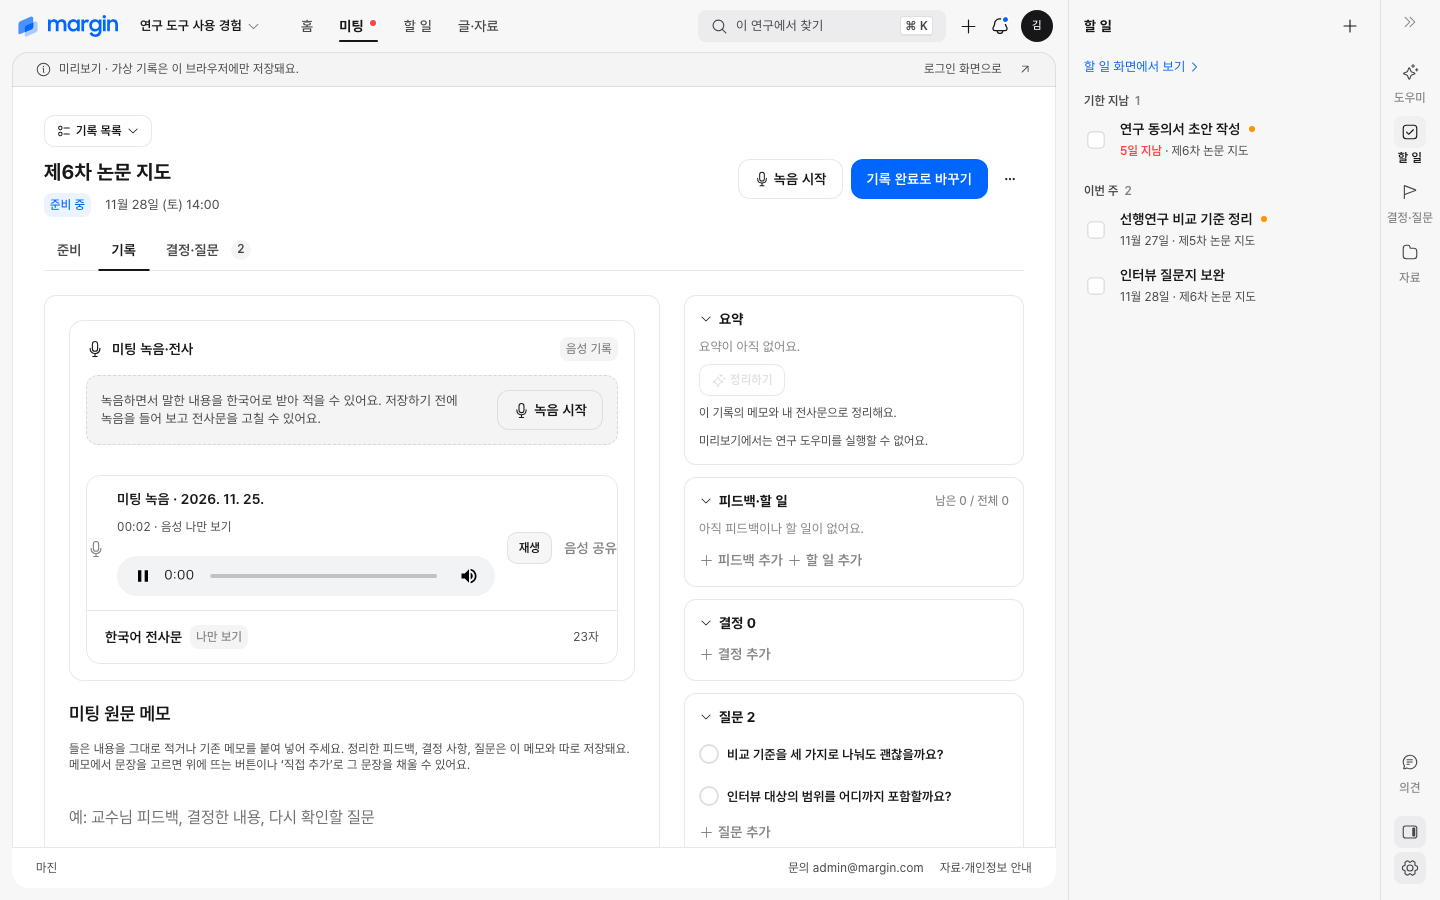 margin
연구 도구 사용 경험
홈
미팅
할 일
글·자료
이 연구에서 찾기
⌘ K
김
미리보기 · 가상 기록은 이 브라우저에만 저장돼요.
로그인 화면으로
기록 목록
제6차 논문 지도
준비 중
11월 28일 (토) 14:00
녹음 시작
기록 완료로 바꾸기
준비
기록
결정·질문 2
미팅 녹음·전사
음성 기록
녹음하면서 말한 내용을 한국어로 받아 적을 수 있어요. 저장하기 전에
녹음을 들어 보고 전사문을 고칠 수 있어요.
녹음 시작
미팅 녹음 · 2026. 11. 25.
00:02 · 음성 나만 보기
0:00
재생
음성 공유
한국어 전사문
나만 보기
23자
미팅 원문 메모
들은 내용을 그대로 적거나 기존 메모를 붙여 넣어 주세요. 정리한 피드백, 결정 사항, 질문은 이 메모와 따로 저장돼요.
메모에서 문장을 고르면 위에 뜨는 버튼이나 ‘직접 추가’로 그 문장을 채울 수 있어요.
예: 교수님 피드백, 결정한 내용, 다시 확인할 질문
요약
요약이 아직 없어요.
정리하기
이 기록의 메모와 내 전사문으로 정리해요.
미리보기에서는 연구 도우미를 실행할 수 없어요.
피드백·할 일
남은 0 / 전체 0
아직 피드백이나 할 일이 없어요.
피드백 추가
할 일 추가
결정 0
결정 추가
질문 2
비교 기준을 세 가지로 나눠도 괜찮을까요?
인터뷰 대상의 범위를 어디까지 포함할까요?
질문 추가
마진
문의 admin@margin.com
자료·개인정보 안내
할 일
할 일 화면에서 보기
기한 지남 1
연구 동의서 초안 작성
5일 지남 · 제6차 논문 지도
이번 주 2
선행연구 비교 기준 정리
11월 27일 · 제5차 논문 지도
인터뷰 질문지 보완
11월 28일 · 제6차 논문 지도
도우미
할 일
결정·질문
자료
의견